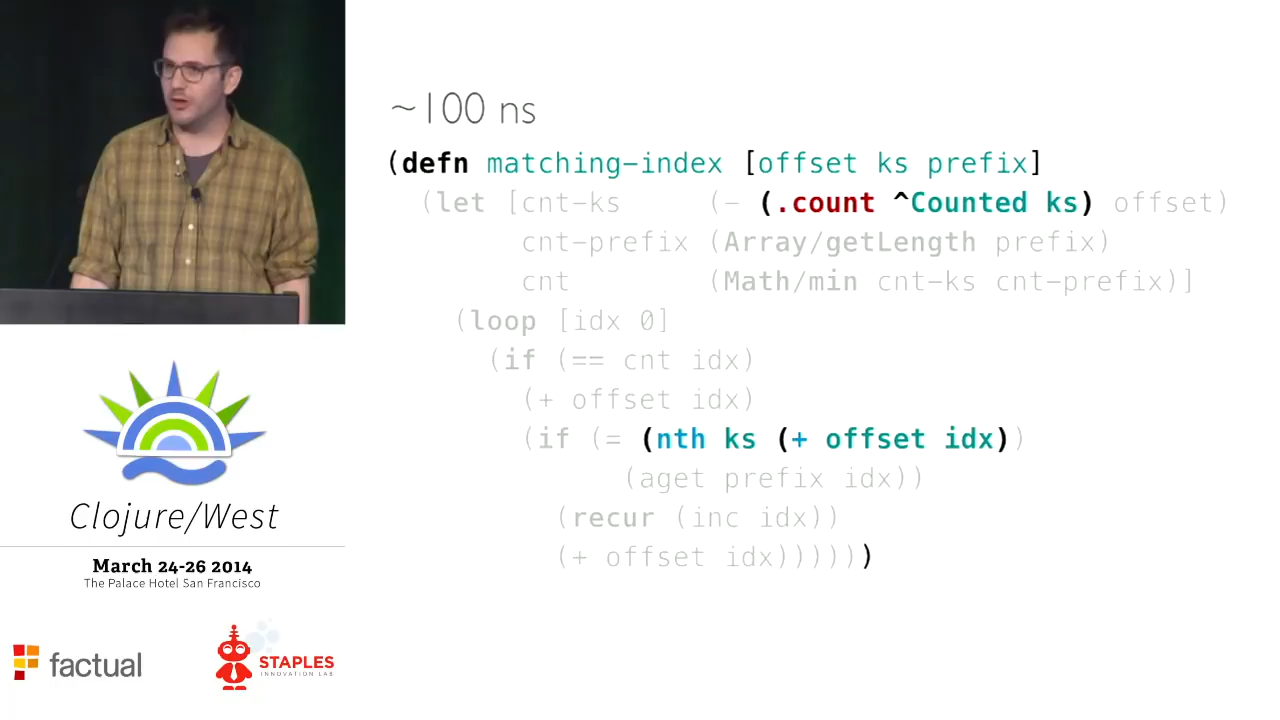 ~100 ns
(defn matching-index [offset ks prefix]
(let [cnt-ks (- (.count ^Counted ks) offset)
cnt-prefix (Array/getLength prefix)
cnt (Math/min cnt-ks cnt-prefix)]
(loop [idx 0]
(if (== cnt idx)
(+ offset idx)
(if (= (nth ks (+ offset idx))
(aget prefix idx))
(recur (inc idx))
(+ offset idx))))))
Clojure/West
March 24-26 2014
The Palace Hotel San Francisco
factual
STAPLES
INNOVATION LAB